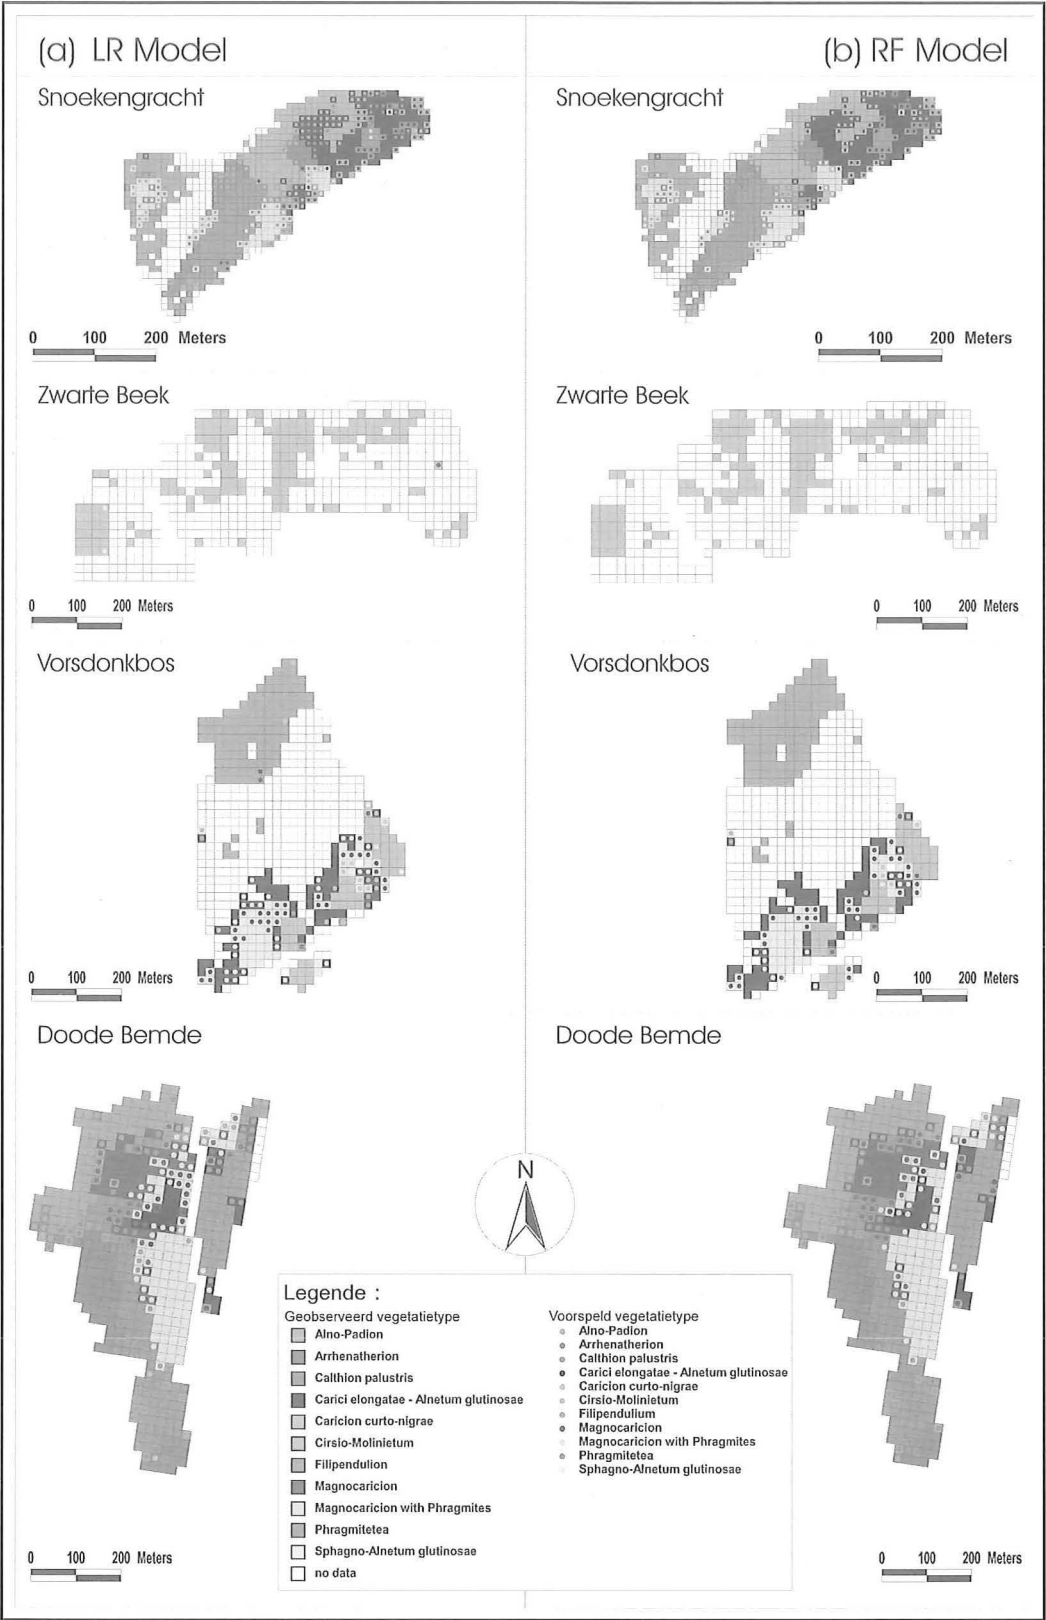 (a) LR Model
(b) RF Model
Snoekengracht
Snoekengracht
0 100 200 Meters
0 100 200 Meters
Zwarte Beek
Zwarte Beek
0 100 200 Meters
0 100 200 Meters
Vorsdonkbos
Vorsdonkbos
0 100 200 Meters
0 100 200 Meters
Doode Bemde
Doode Bemde
N
Legende :
Geobserveerd vegetatietype
Alno-Padion
Arrhenatherion
Calthion palustris
Carici elongatae - Alnetum glutinosae
Caricion curto-nigrae
Cirsio-Molinietum
Filipendulion
Magnocaricion
Magnocaricion with Phragmites
Phragmitetea
Sphagno-Alnetum glutinosae
no data
Voorspeld vegetatietype
Alno-Padion
Arrhenatherion
Calthion palustris
Carici elongatae - Alnetum glutinosae
Caricion curto-nigrae
Cirsio-Molinietum
Filipendulium
Magnocaricion
Magnocaricion with Phragmites
Phragmitetea
Sphagno-Alnetum glutinosae
0 100 200 Meters
0 100 200 Meters